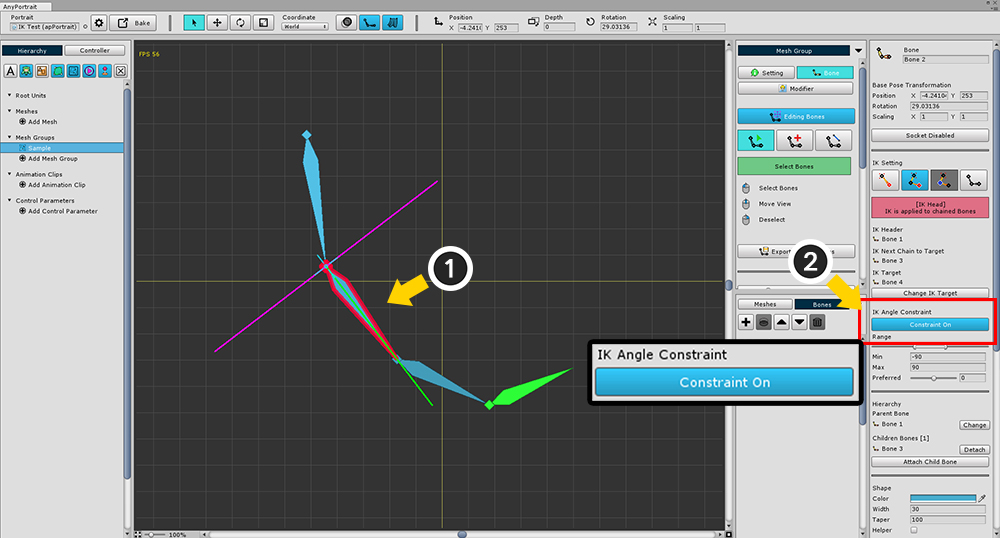 AnyPortrait
Portrait
IK Test (apPortrait)
Bake
Coordinate
World
Position
X -4.2416 Y 253
Depth
0
Rotation
29.03136
Scaling
1 1
Hierarchy
Controller
A
Root Units
Meshes
Add Mesh
Mesh Groups
Sample
Add Mesh Group
Animation Clips
Add Animation Clip
Control Parameters
Add Control Parameter
FPS 56
1
2
100%
Mesh Group
Setting
Bone
Modifier
Editing Bones
Select Bones
Select Bones
Move View
Deselect
Export
Meshes
Bones
IK Angle Constraint
Constraint On
Bone
Bone 2
Base Pose Transformation
Position X -4.2416 Y 253
Rotation 29.03136
Scaling X 1 Y 1
Socket Disabled
IK Setting
[IK Head]
IK is applied to chained Bones
IK Header
Bone 1
IK Next Chain to Target
Bone 3
IK Target
Bone 4
Change IK Target
IK Angle Constraint
Constraint On
Range
Min -90
Max 90
Preferred 0
Hierarchy
Parent Bone
Bone 1 Change
Children Bones [1]
Bone 3 Detach
Attach Child Bone
Shape
Color
Width 30
Taper 100
Helper